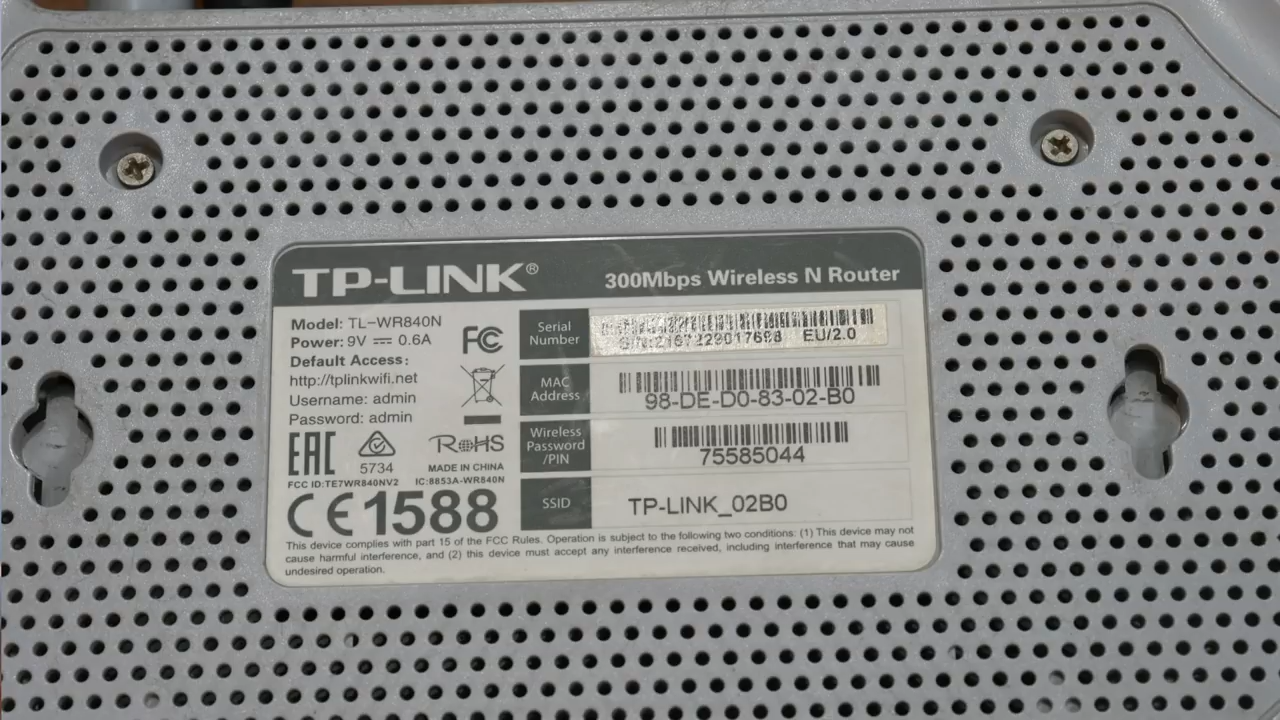 TP-LINK®
300Mbps Wireless N Router
Model: TL-WR840N
Power: 9V ⎓ 0.6A
Default Access:
http://tplinkwifi.net
Username: admin
Password: admin
FC
EAC
5734
RoHS
MADE IN CHINA
FCC ID:TE7WR840NV2
IC:8853A-WR840N
CE1588
Serial
Number
EU/2.0
MAC
Address
98-DE-D0-83-02-B0
Wireless
Password
/PIN
75585044
SSID
TP-LINK_02B0
This device complies with part 15 of the FCC Rules. Operation is subject to the following two conditions: (1) This device may not
cause harmful interference, and (2) this device must accept any interference received, including interference that may cause
undesired operation.